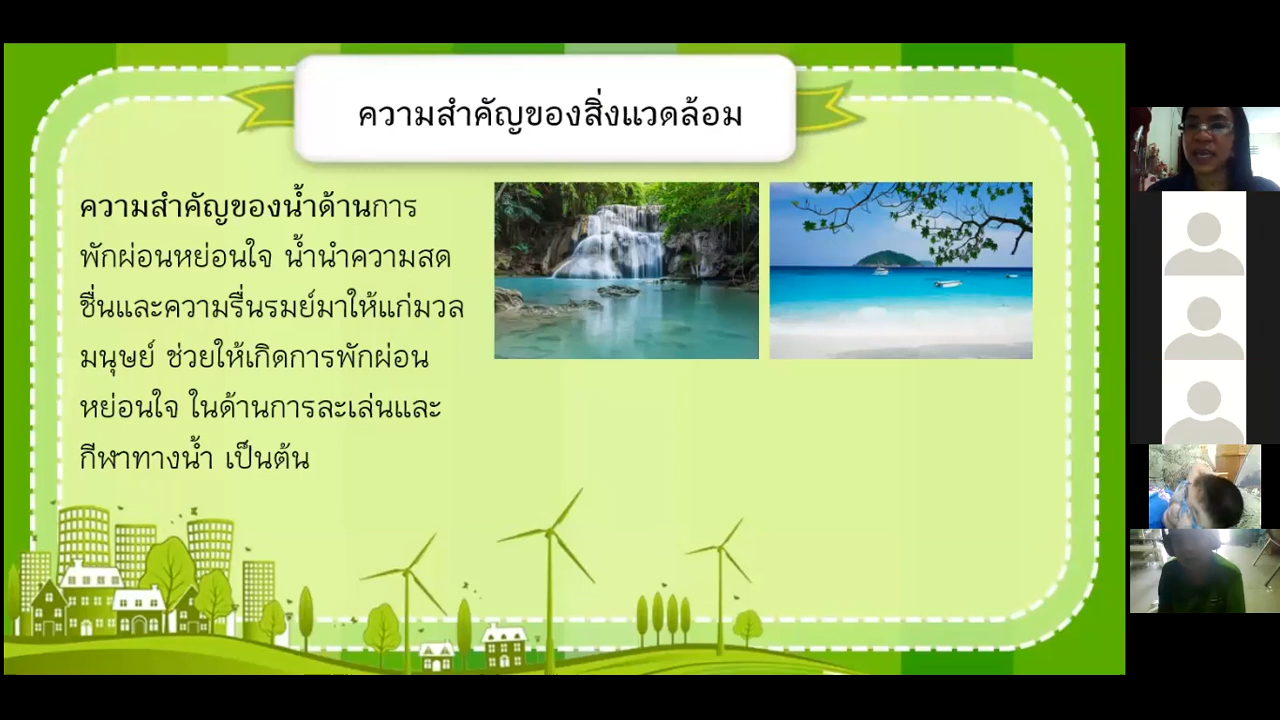 ความสำคัญของสิ่งแวดล้อม
ความสำคัญของน้ำด้านการ
พักผ่อนหย่อนใจ น้ำนำความสด
ชื่นและความรื่นรมย์มาให้แก่มวล
มนุษย์ ช่วยให้เกิดการพักผ่อน
หย่อนใจ ในด้านการละเล่นและ
กีฬาทางน้ำ เป็นต้น